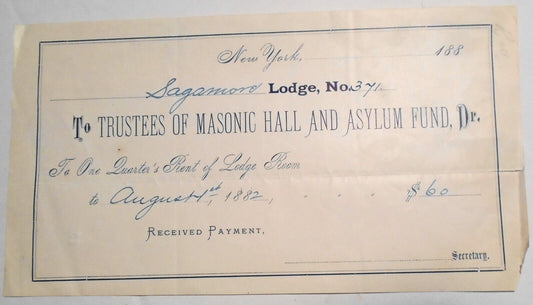 New York, 188
Sagamore Lodge, No. 371
To TRUSTEES OF MASONIC HALL AND ASYLUM FUND, Dr.
To One Quarter's Rent of Lodge Room
to August 1st, 1882, . . . . $ 60
RECEIVED PAYMENT,
Secretary.